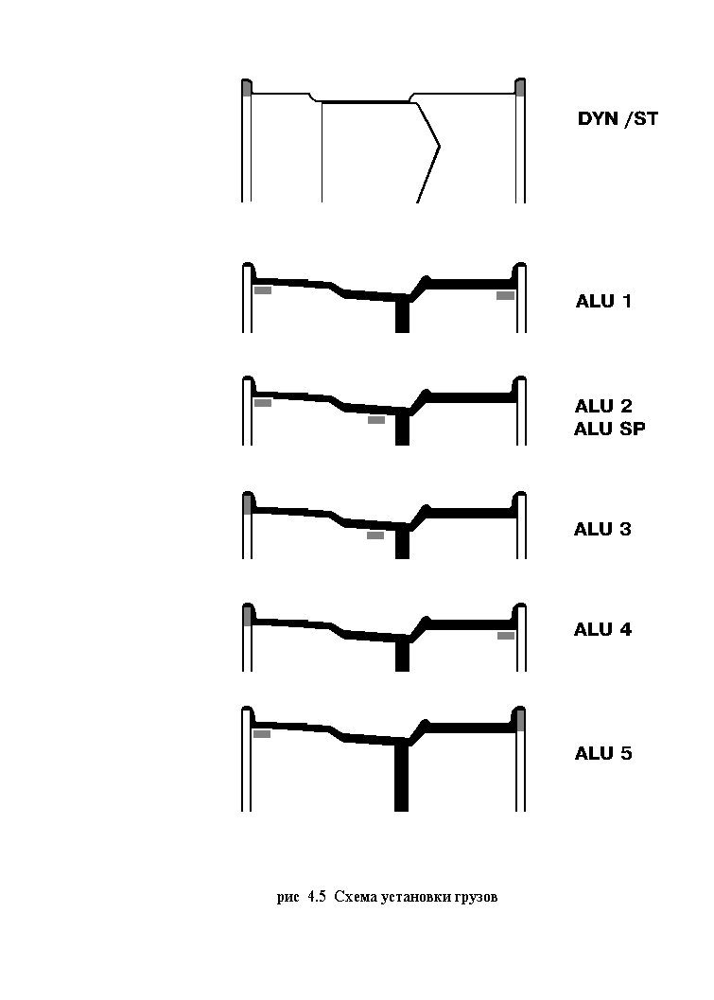 DYN /ST
ALU 1
ALU 2
ALU SP
ALU 3
ALU 4
ALU 5
рис 4.5 Схема установки грузов